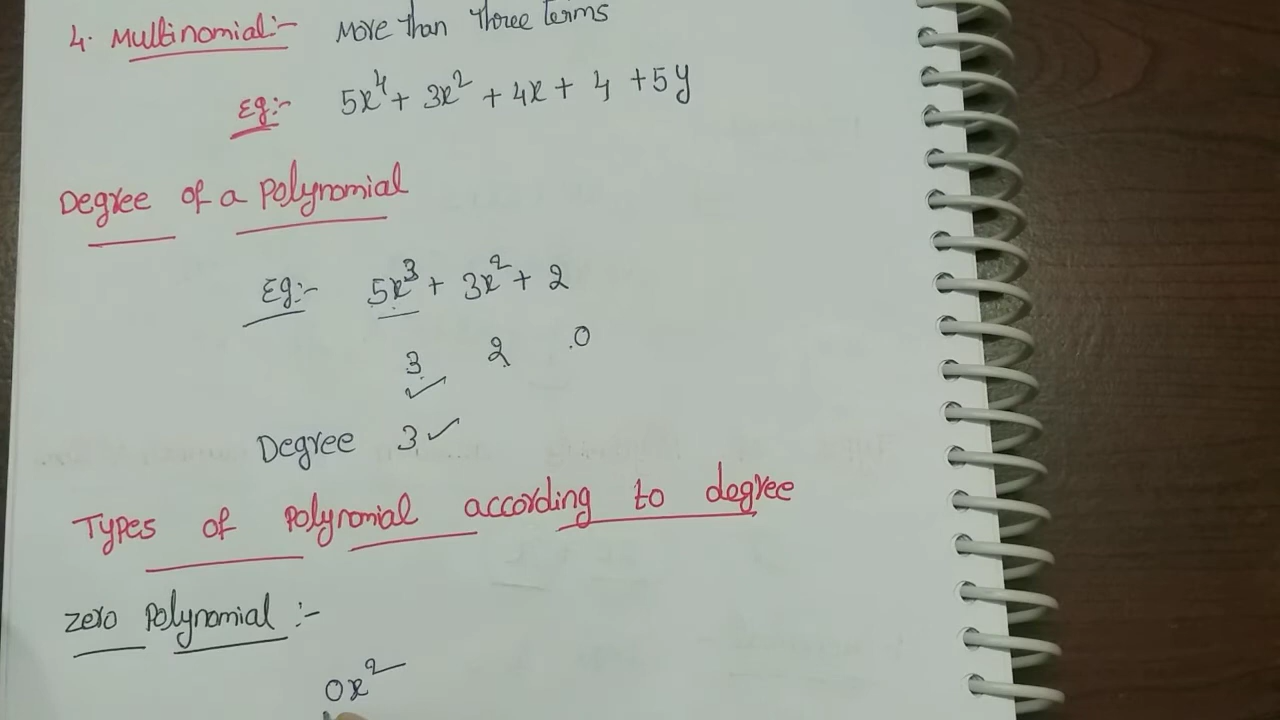 4. Multinomial:- More than three terms
Eg:- 5x⁴ + 3x² + 4x + 4 + 5y
Degree of a Polynomial
Eg:- 5x³ + 3x² + 2
3 2 0
Degree 3
Types of Polynomial according to degree
zero Polynomial :-
0x²